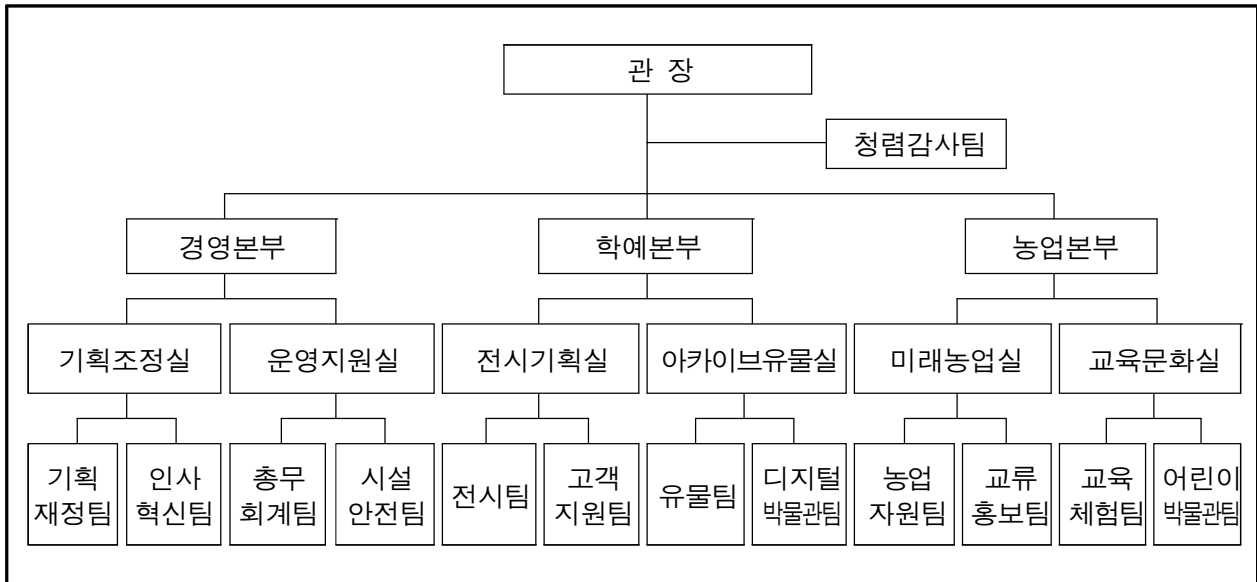 관 장
청렴감사팀
경영본부
학예본부
농업본부
기획조정실
운영지원실
전시기획실
아카이브유물실
미래농업실
교육문화실
기획
재정팀
인사
혁신팀
총무
회계팀
시설
안전팀
전시팀
고객
지원팀
유물팀
디지털
박물관팀
농업
자원팀
교류
홍보팀
교육
체험팀
어린이
박물관팀